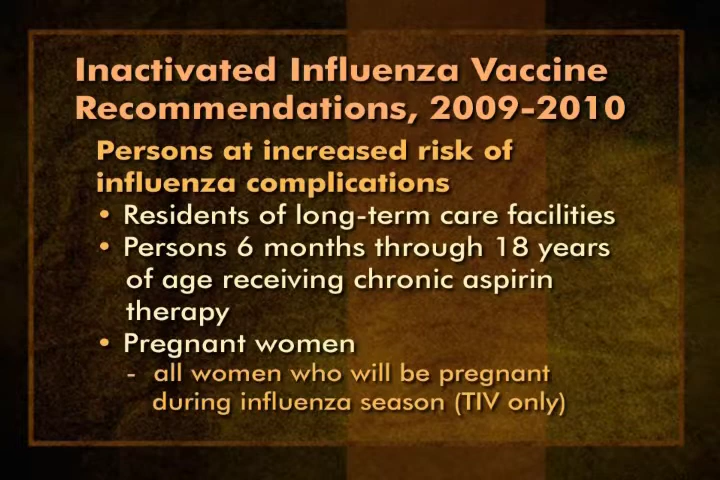 Inactivated Influenza Vaccine
Recommendations, 2009-2010
Persons at increased risk of
influenza complications
• Residents of long-term care facilities
• Persons 6 months through 18 years
of age receiving chronic aspirin
therapy
• Pregnant women
- all women who will be pregnant
during influenza season (TIV only)